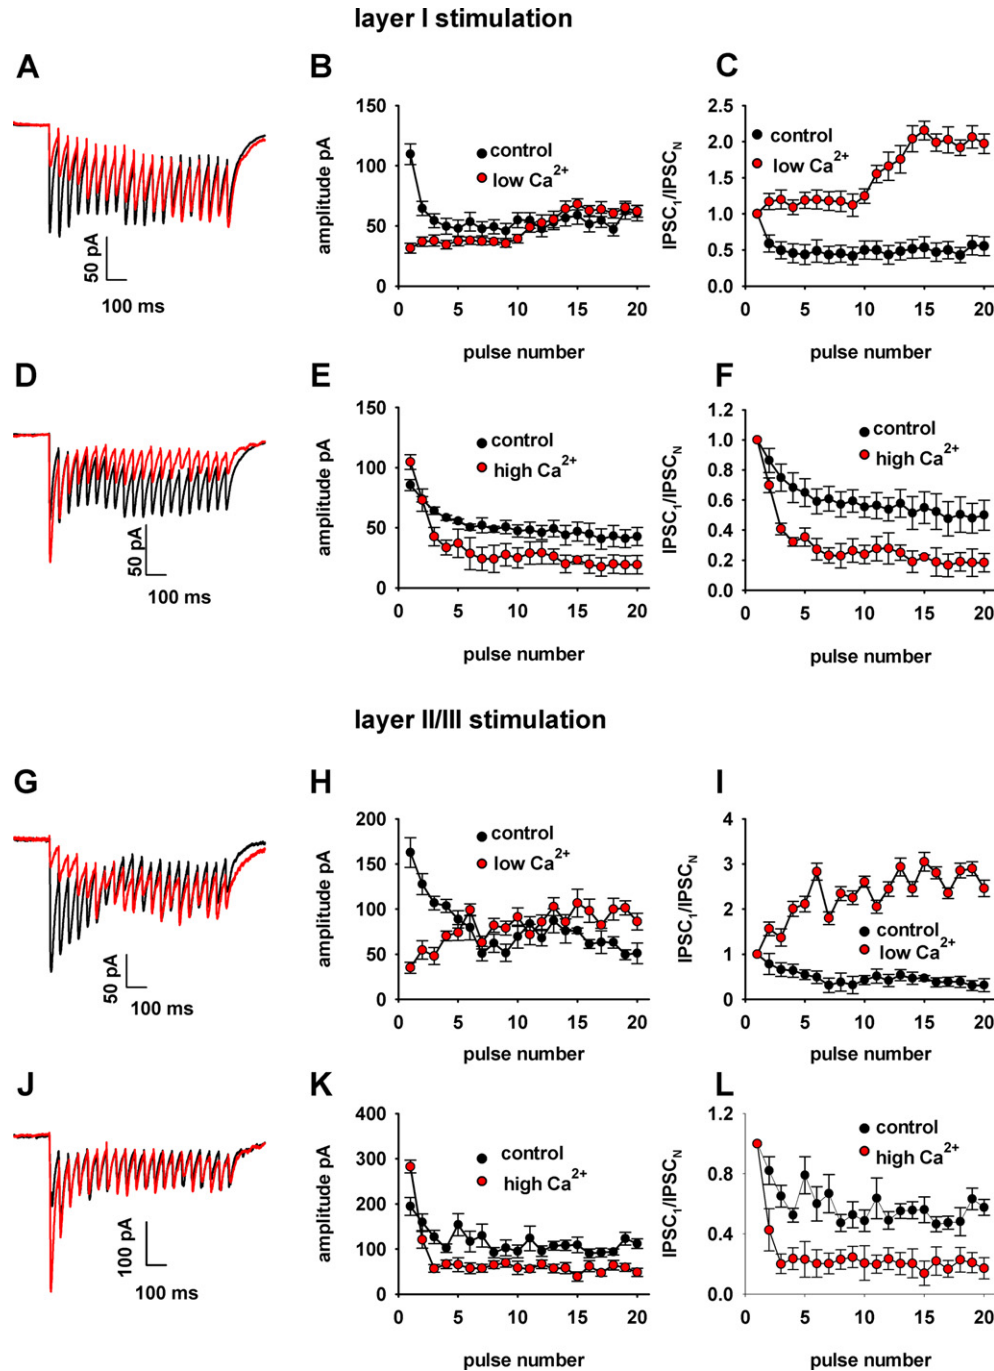 layer I stimulation
A
50 pA
100 ms
B
amplitude pA
150
100
50
0
control
low Ca²⁺
0 5 10 15 20
pulse number
C
IPSC₁/IPSC_N
2.5
2.0
1.5
1.0
0.5
0.0
control
low Ca²⁺
0 5 10 15 20
pulse number
D
50 pA
100 ms
E
amplitude pA
150
100
50
0
control
high Ca²⁺
0 5 10 15 20
pulse number
F
IPSC₁/IPSC_N
1.2
1.0
0.8
0.6
0.4
0.2
0.0
control
high Ca²⁺
0 5 10 15 20
pulse number
layer II/III stimulation
G
50 pA
100 ms
H
amplitude pA
200
150
100
50
0
control
low Ca²⁺
0 5 10 15 20
pulse number
I
IPSC₁/IPSC_N
4
3
2
1
0
control
low Ca²⁺
0 5 10 15 20
pulse number
J
100 pA
100 ms
K
amplitude pA
400
300
200
100
0
control
high Ca²⁺
0 5 10 15 20
pulse number
L
IPSC₁/IPSC_N
1.2
0.8
0.4
0.0
control
high Ca²⁺
0 5 10 15 20
pulse number